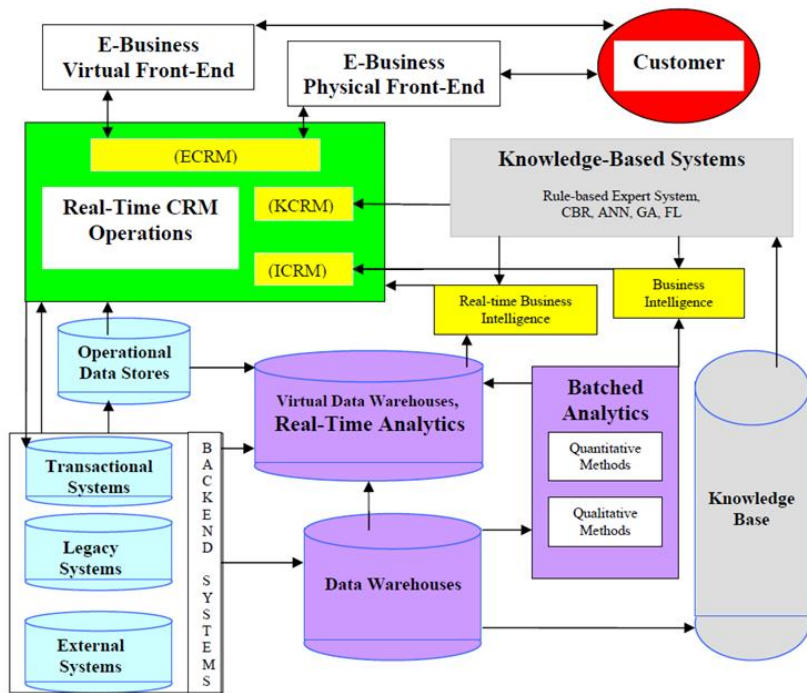 E-Business
Virtual Front-End
E-Business
Physical Front-End
Customer
(ECRM)
Real-Time CRM
Operations
(KCRM)
(ICRM)
Knowledge-Based Systems
Rule-based Expert System,
CBR, ANN, GA, FL
Real-time Business
Intelligence
Business
Intelligence
Operational
Data Stores
Virtual Data Warehouses,
Real-Time Analytics
Batched
Analytics
Quantitative
Methods
Qualitative
Methods
Knowledge
Base
Transactional
Systems
Legacy
Systems
External
Systems
BACKEND SYSTEMS
Data Warehouses